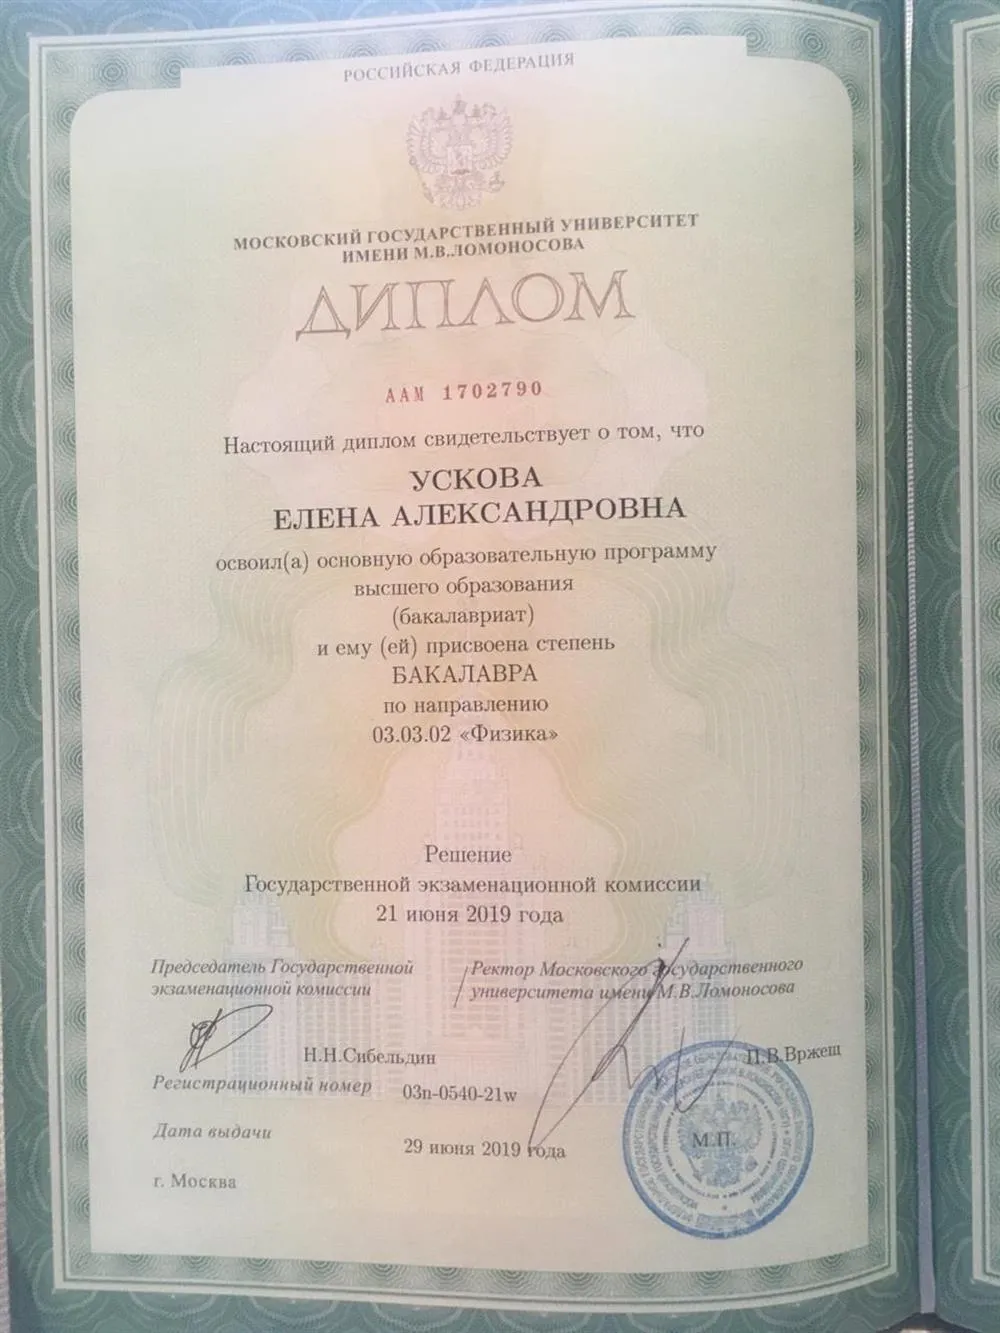 РОССИЙСКАЯ ФЕДЕРАЦИЯ
МОСКОВСКИЙ ГОСУДАРСТВЕННЫЙ УНИВЕРСИТЕТ
ИМЕНИ М.В.ЛОМОНОСОВА
ДИПЛОМ
ААМ 1702790
Настоящий диплом свидетельствует о том, что
УСКОВА
ЕЛЕНА АЛЕКСАНДРОВНА
освоил(а) основную образовательную программу
высшего образования
(бакалавриат)
и ему (ей) присвоена степень
БАКАЛАВРА
по направлению
03.03.02 «Физика»
Решение
Государственной экзаменационной комиссии
21 июня 2019 года
Председатель Государственной
экзаменационной комиссии
Н.Н.Сибельдин
Ректор Московского государственного
университета имени М.В.Ломоносова
П.В.Вржещ
Регистрационный номер 03п-0540-21w
Дата выдачи 29 июня 2019 года
М.П.
г. Москва